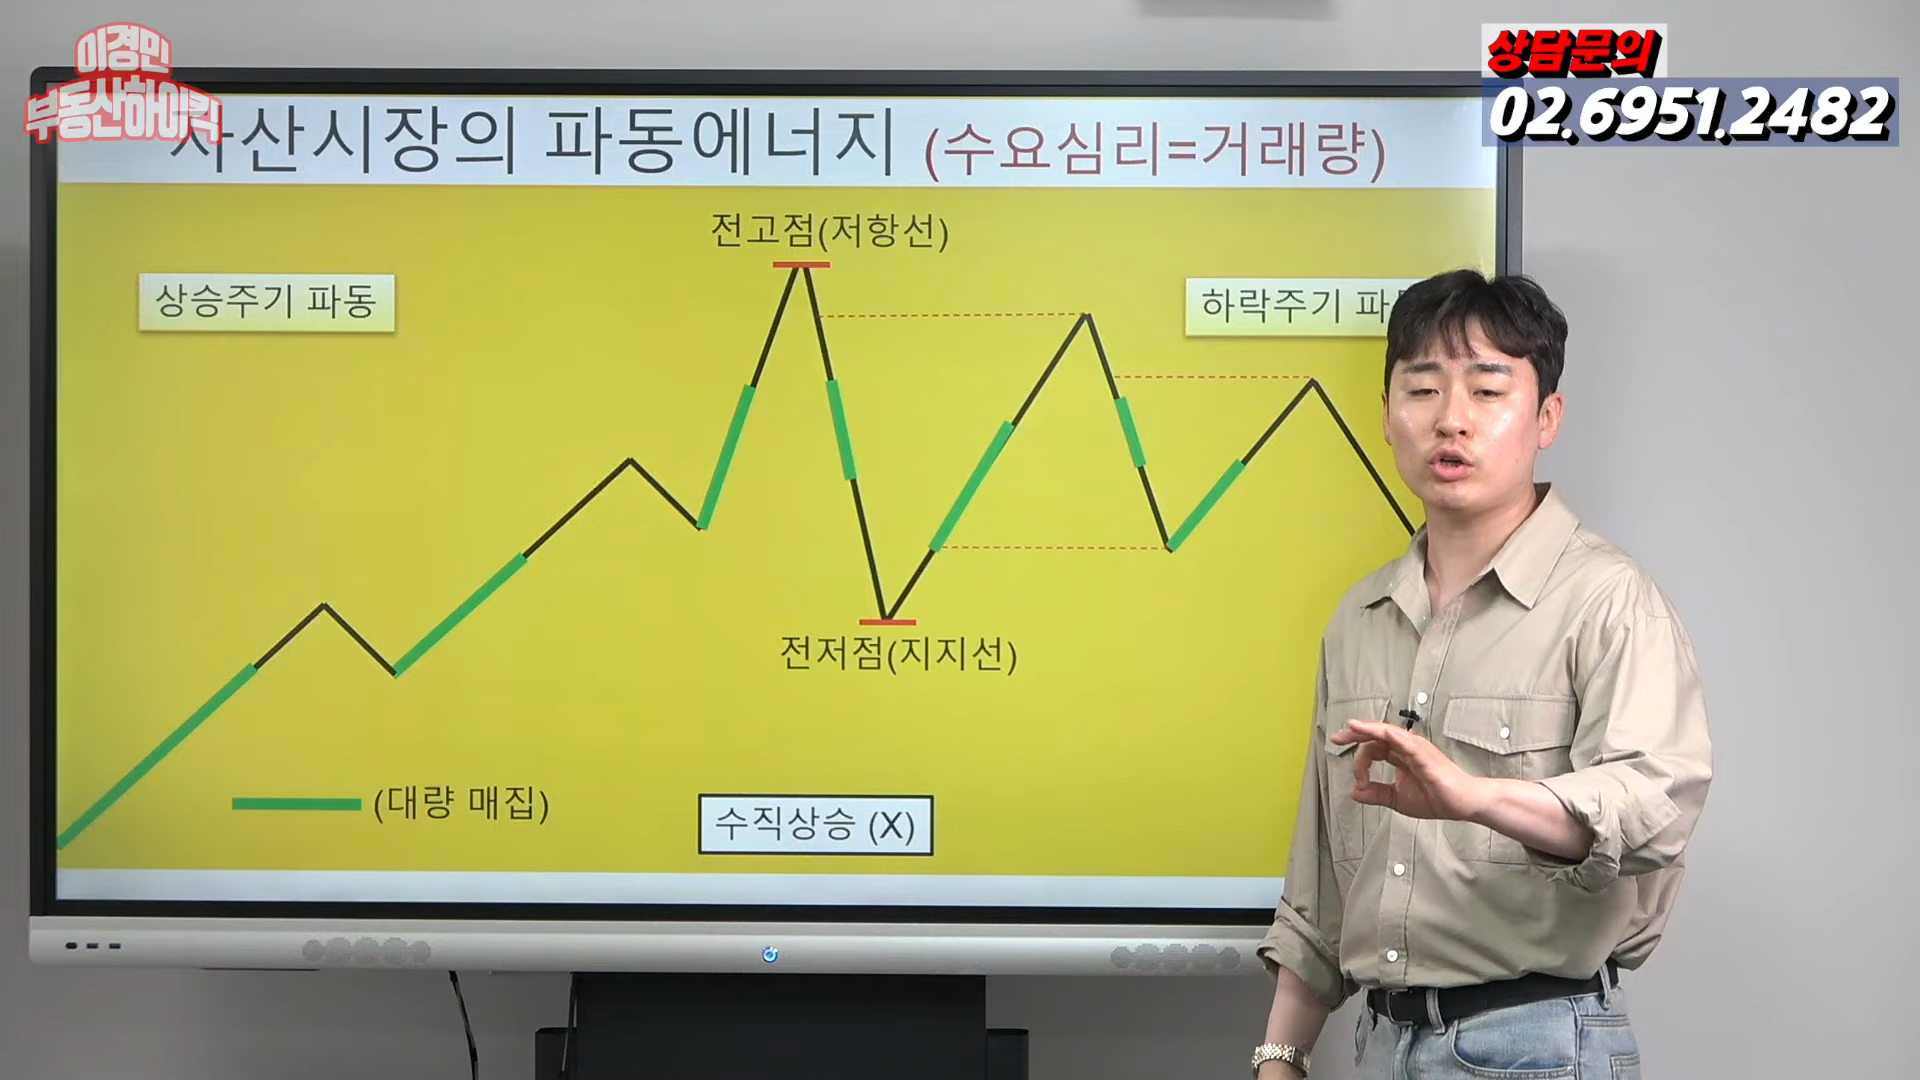 이경민
부동산하이킥
상담문의
02.6951.2482
자산시장의 파동에너지 (수요심리=거래량)
전고점(저항선)
상승주기 파동
하락주기
전저점(지지선)
(대량 매집)
수직상승 (X)